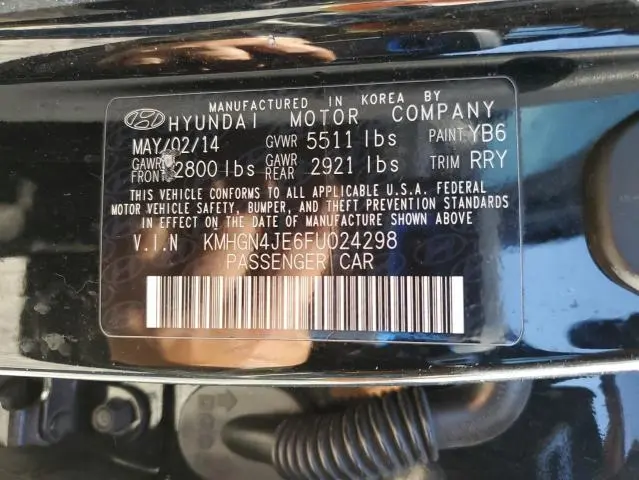 MANUFACTURED IN KOREA BY
HYUNDAI MOTOR COMPANY
MAY/02/14 GVWR 5511 lbs PAINT YB6
GAWR FRONT 2800 lbs GAWR REAR 2921 lbs TRIM RRY
THIS VEHICLE CONFORMS TO ALL APPLICABLE U.S.A. FEDERAL
MOTOR VEHICLE SAFETY, BUMPER, AND THEFT PREVENTION STANDARDS
IN EFFECT ON THE DATE OF MANUFACTURE SHOWN ABOVE.
V.I.N KMHGN4JE6FU024298
PASSENGER CAR